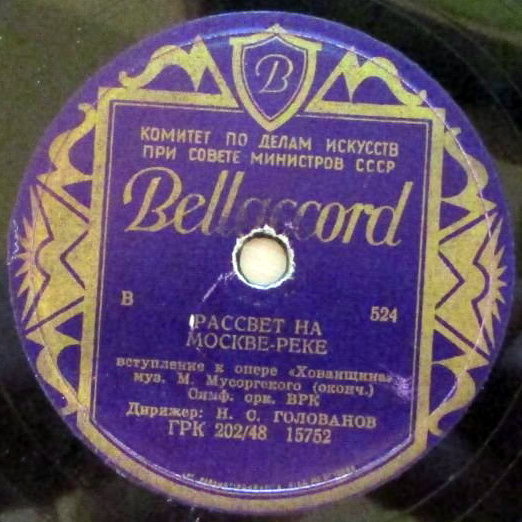 B
КОМИТЕТ ПО ДЕЛАМ ИСКУССТВ
ПРИ СОВЕТЕ МИНИСТРОВ СССР
Bellaccord
В 524
РАССВЕТ НА
МОСКВЕ-РЕКЕ
вступление к опере «Хованщина»
муз. М. Мусоргского (оконч.)
Симф. орк. ВРК
Дирижер: Н. С. ГОЛОВАНОВ
ГРК 202/48 15752